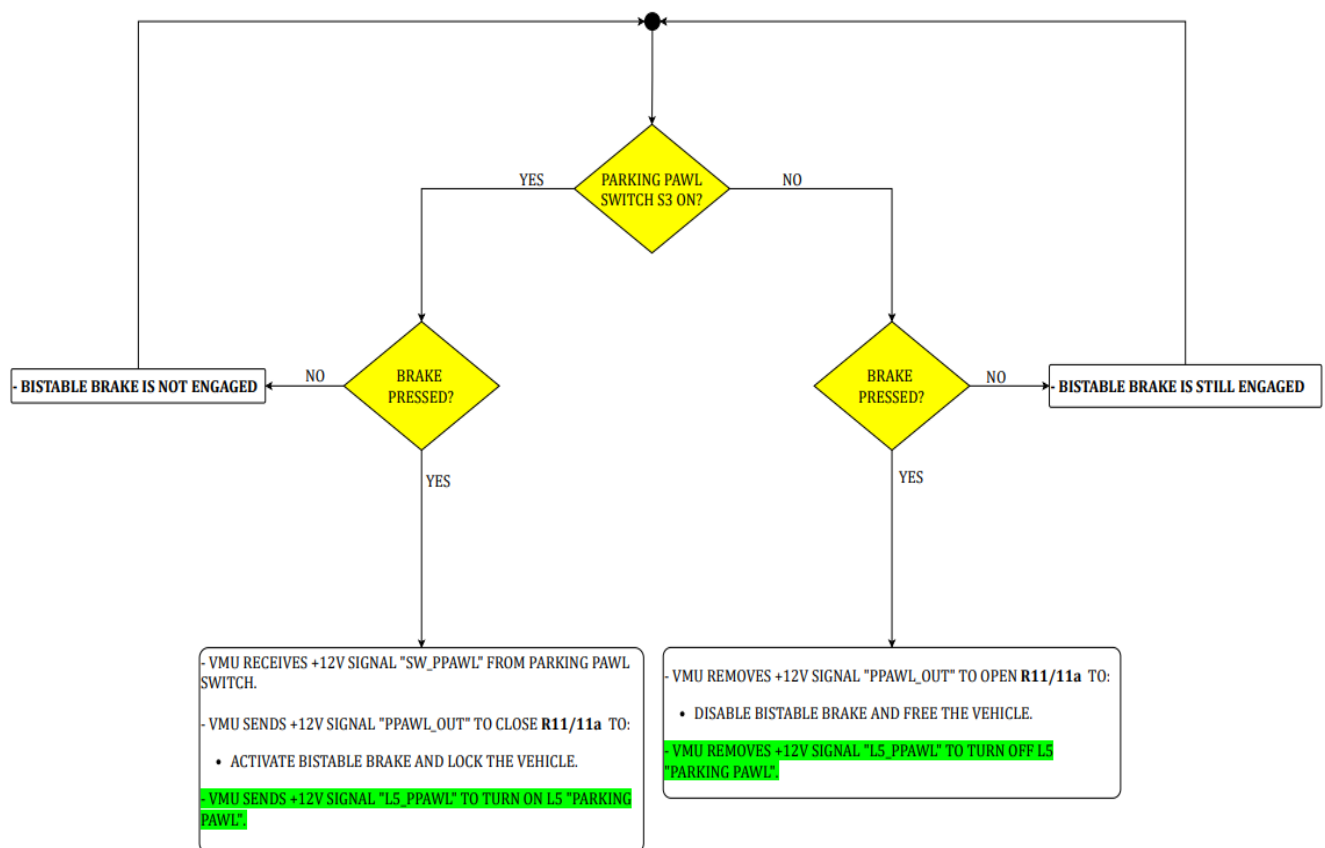 YES
PARKING PAWL
SWITCH S3 ON?
NO
- BISTABLE BRAKE IS NOT ENGAGED
NO
BRAKE
PRESSED?
BRAKE
PRESSED?
NO
- BISTABLE BRAKE IS STILL ENGAGED
YES
YES
- VMU RECEIVES +12V SIGNAL "SW_PPAWL" FROM PARKING PAWL
SWITCH.
- VMU SENDS +12V SIGNAL "PPAWL_OUT" TO CLOSE R11/11a TO:
• ACTIVATE BISTABLE BRAKE AND LOCK THE VEHICLE.
- VMU SENDS +12V SIGNAL "L5_PPAWL" TO TURN ON L5 "PARKING
PAWL".
- VMU REMOVES +12V SIGNAL "PPAWL_OUT" TO OPEN R11/11a TO:
• DISABLE BISTABLE BRAKE AND FREE THE VEHICLE.
- VMU REMOVES +12V SIGNAL "L5_PPAWL" TO TURN OFF L5
"PARKING PAWL".